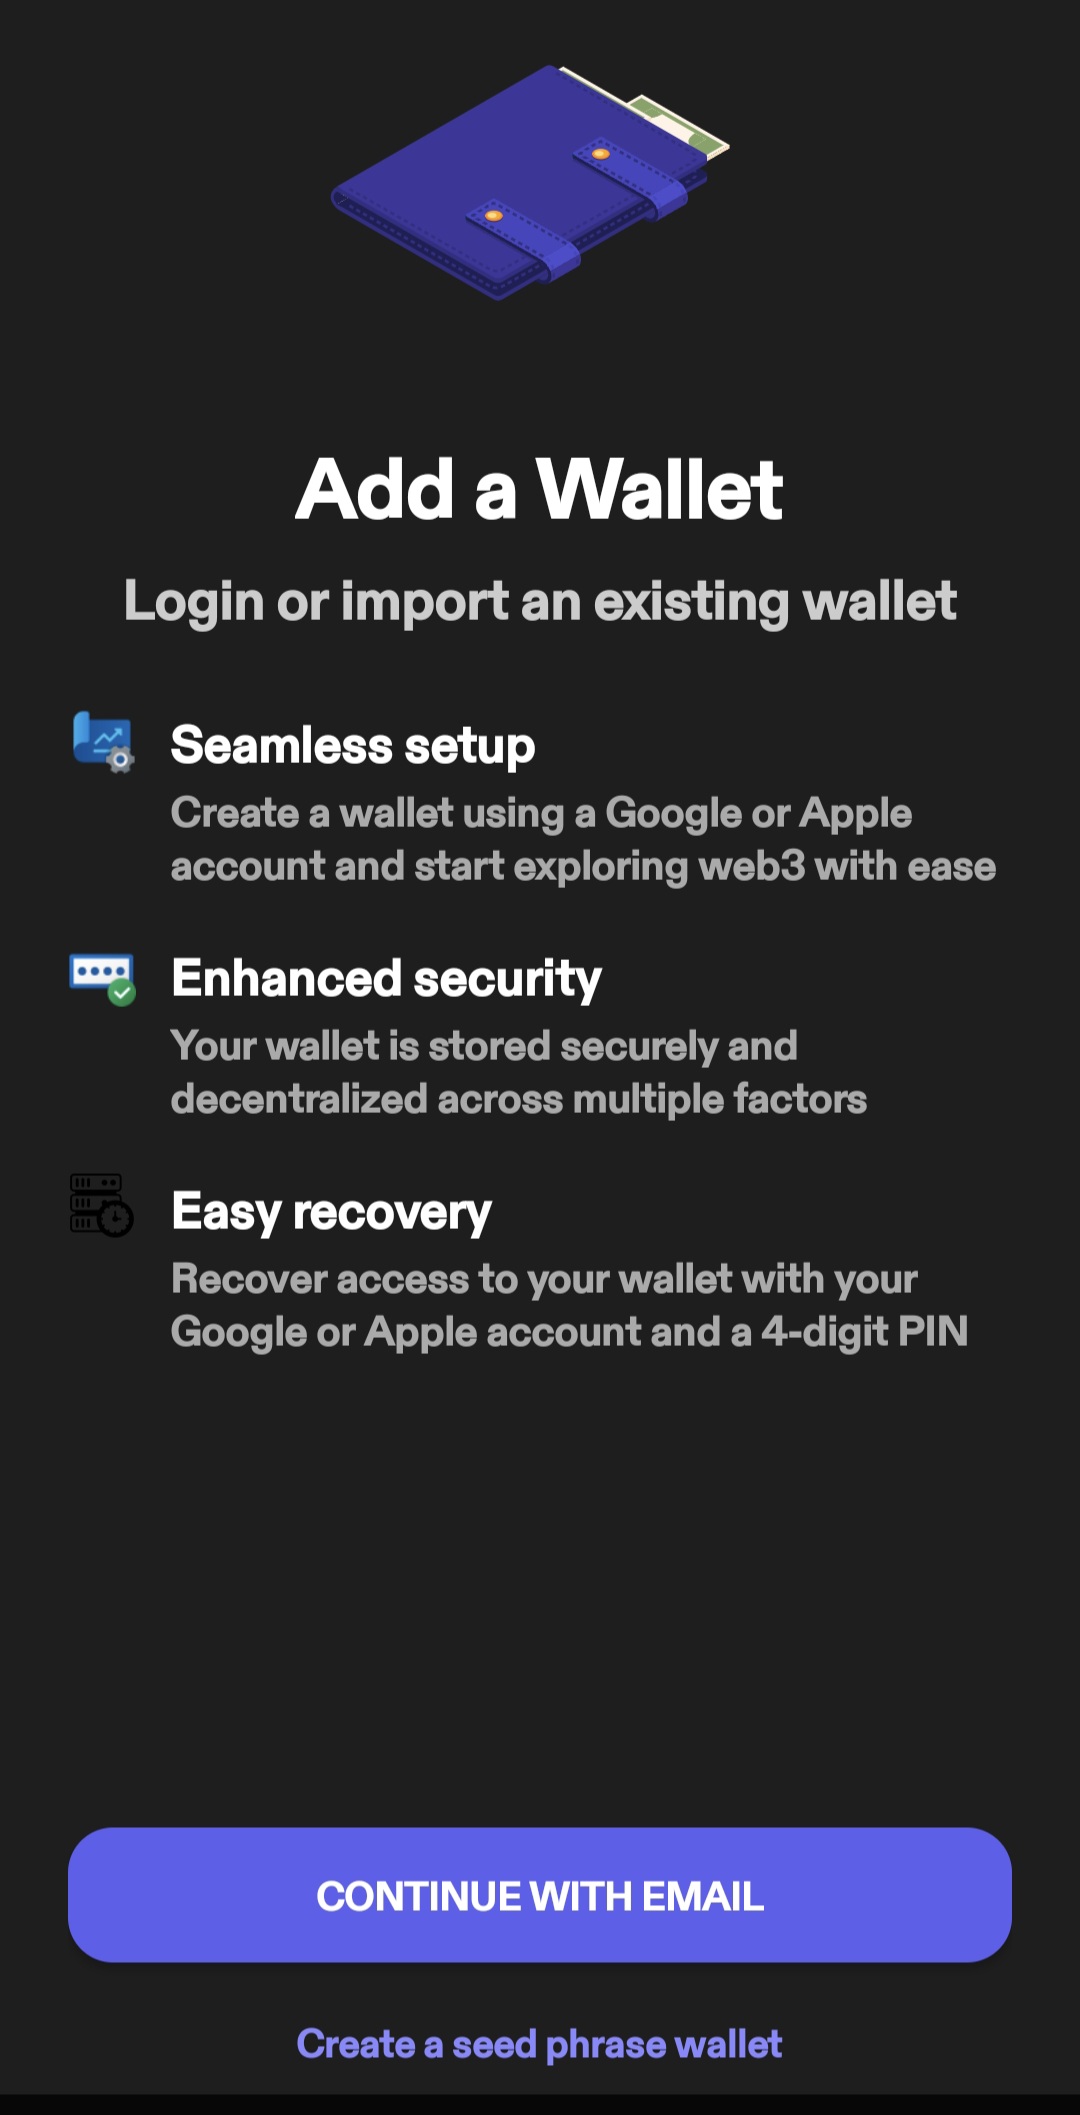 Add a Wallet
Login or import an existing wallet
Seamless setup
Create a wallet using a Google or Apple
account and start exploring web3 with ease
Enhanced security
Your wallet is stored securely and
decentralized across multiple factors
Easy recovery
Recover access to your wallet with your
Google or Apple account and a 4-digit PIN
CONTINUE WITH EMAIL
Create a seed phrase wallet